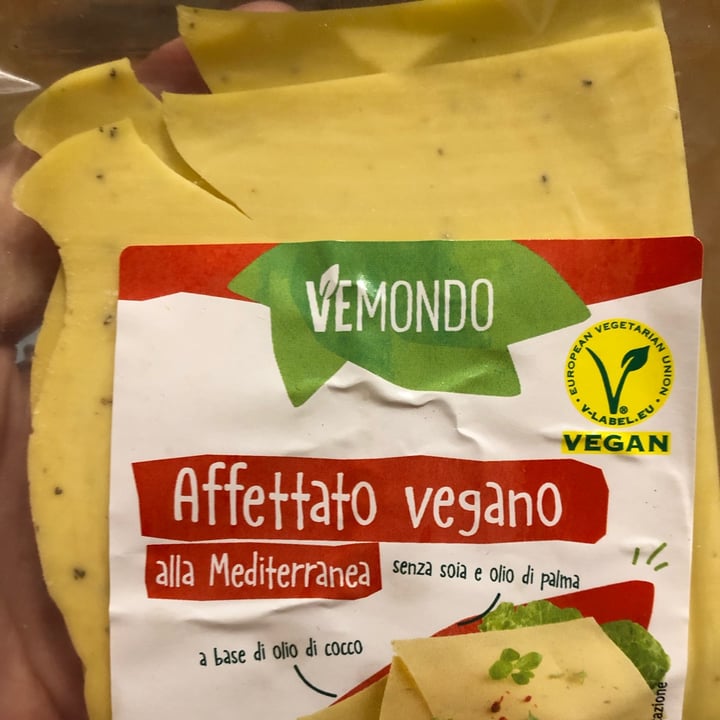 VEMONDO
EUROPEAN VEGETARIAN UNION
V-LABEL.EU
VEGAN
Affettato vegano
alla Mediterranea
senza soia e olio di palma
a base di olio di cocco